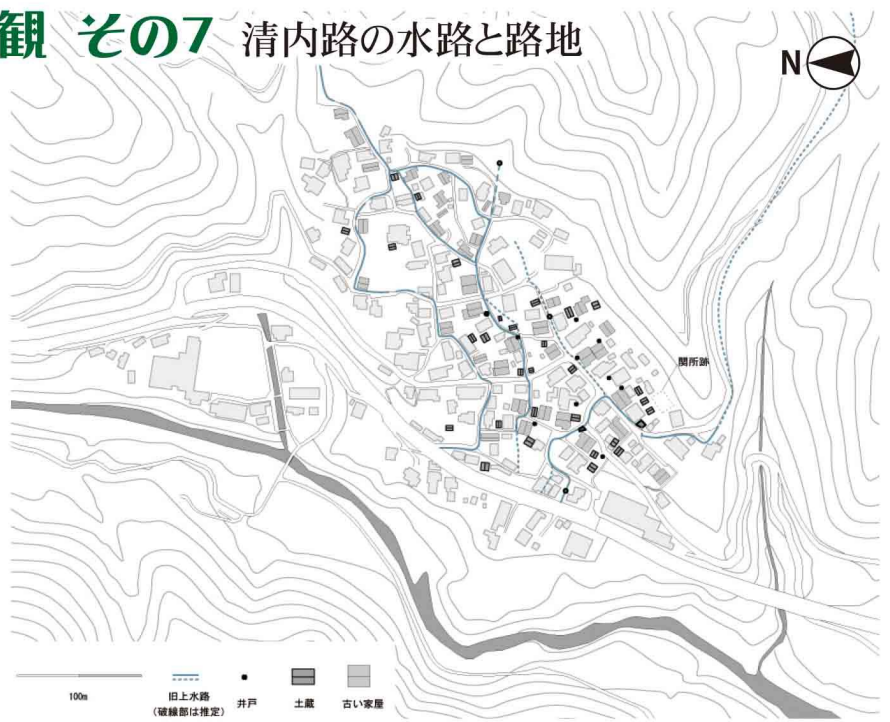 観 その7 清内路の水路と路地
N
関所跡
100m
旧上水路
(破線部は推定)
井戸
土蔵
古い家屋